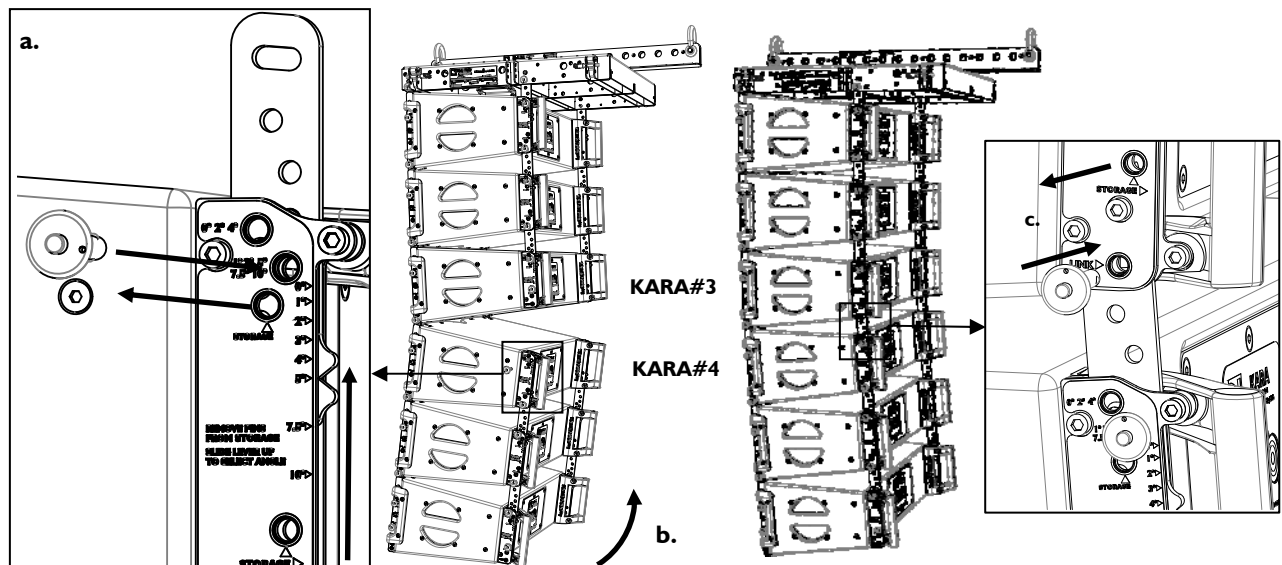 a.
0° 2° 4°
7.5° 10°
0°
1°
2°
3°
4°
5°
7.5°
10°
STORAGE
REMOVE PINS
FROM STORAGE
SLIDE LEVER UP
TO SELECT ANGLE
STORAGE
KARA#3
KARA#4
b.
c.
STORAGE
LINK
0° 2° 4°
1°
2°
3°
4°
STORAGE
KARA